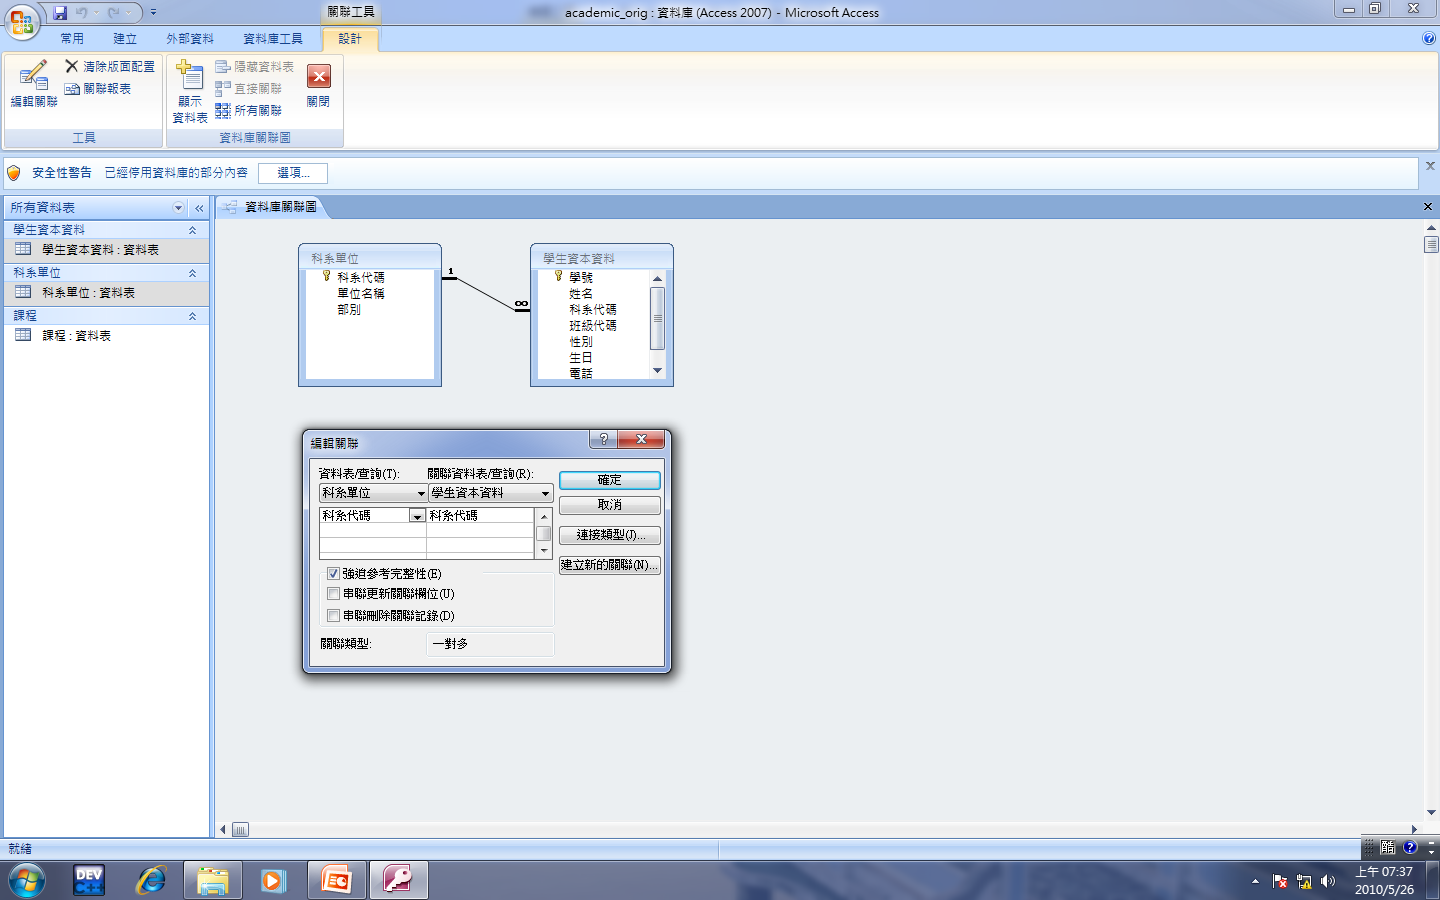 關聯工具
academic_orig : 資料庫 (Access 2007) - Microsoft Access
常用 建立 外部資料 資料庫工具 設計
編輯關聯
清除版面配置
關聯報表
工具
顯示
資料表
隱藏資料表
直接關聯
所有關聯
關閉
資料庫關聯圖
安全性警告 已經停用資料庫的部分內容 選項...
所有資料表
學生資本資料
學生資本資料 : 資料表
科系單位
科系單位 : 資料表
課程
課程 : 資料表
資料庫關聯圖
科系單位
科系代碼
單位名稱
部別
1
∞
學生資本資料
學號
姓名
科系代碼
班級代碼
性別
生日
電話
編輯關聯
資料表/查詢(T): 關聯資料表/查詢(R):
科系單位 學生資本資料
科系代碼 科系代碼
強迫參考完整性(E)
串聯更新關聯欄位(U)
串聯刪除關聯記錄(D)
關聯類型: 一對多
確定
取消
連接類型(J)...
建立新的關聯(N)...
就緒
酷
DEV
C++
上午 07:37
2010/5/26